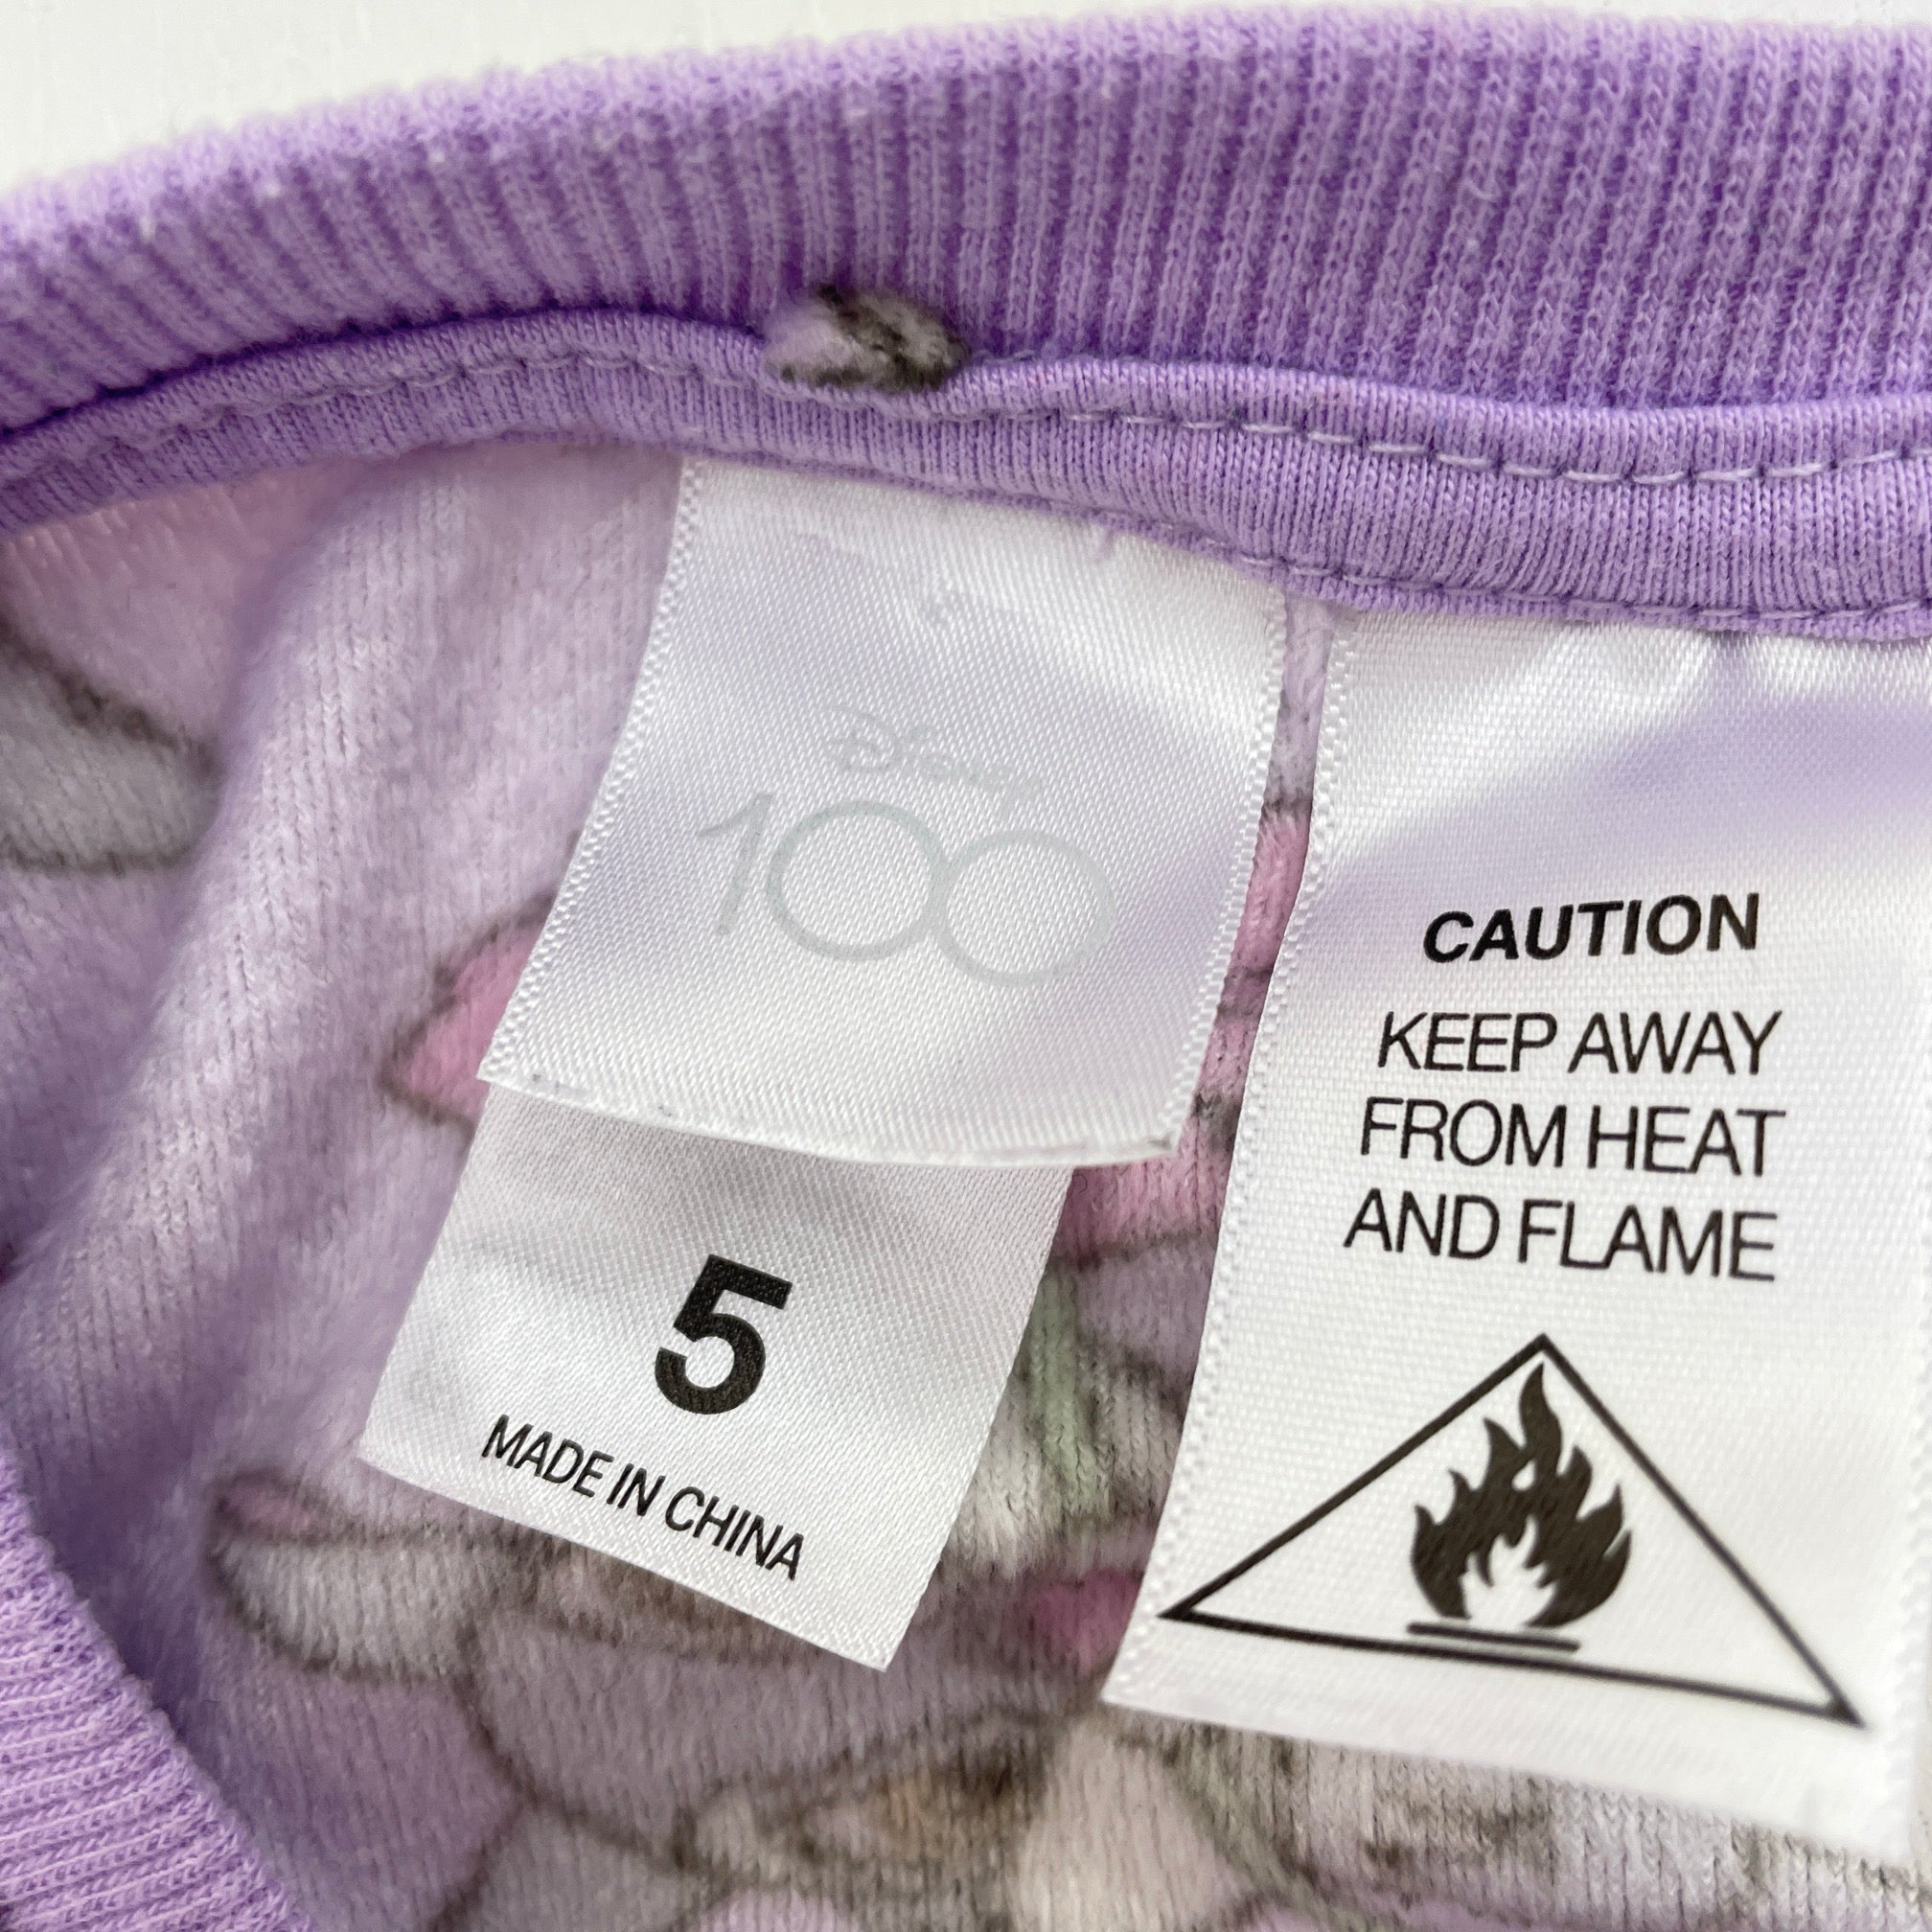 Disney
100
5
MADE IN CHINA
CAUTION
KEEP AWAY
FROM HEAT
AND FLAME